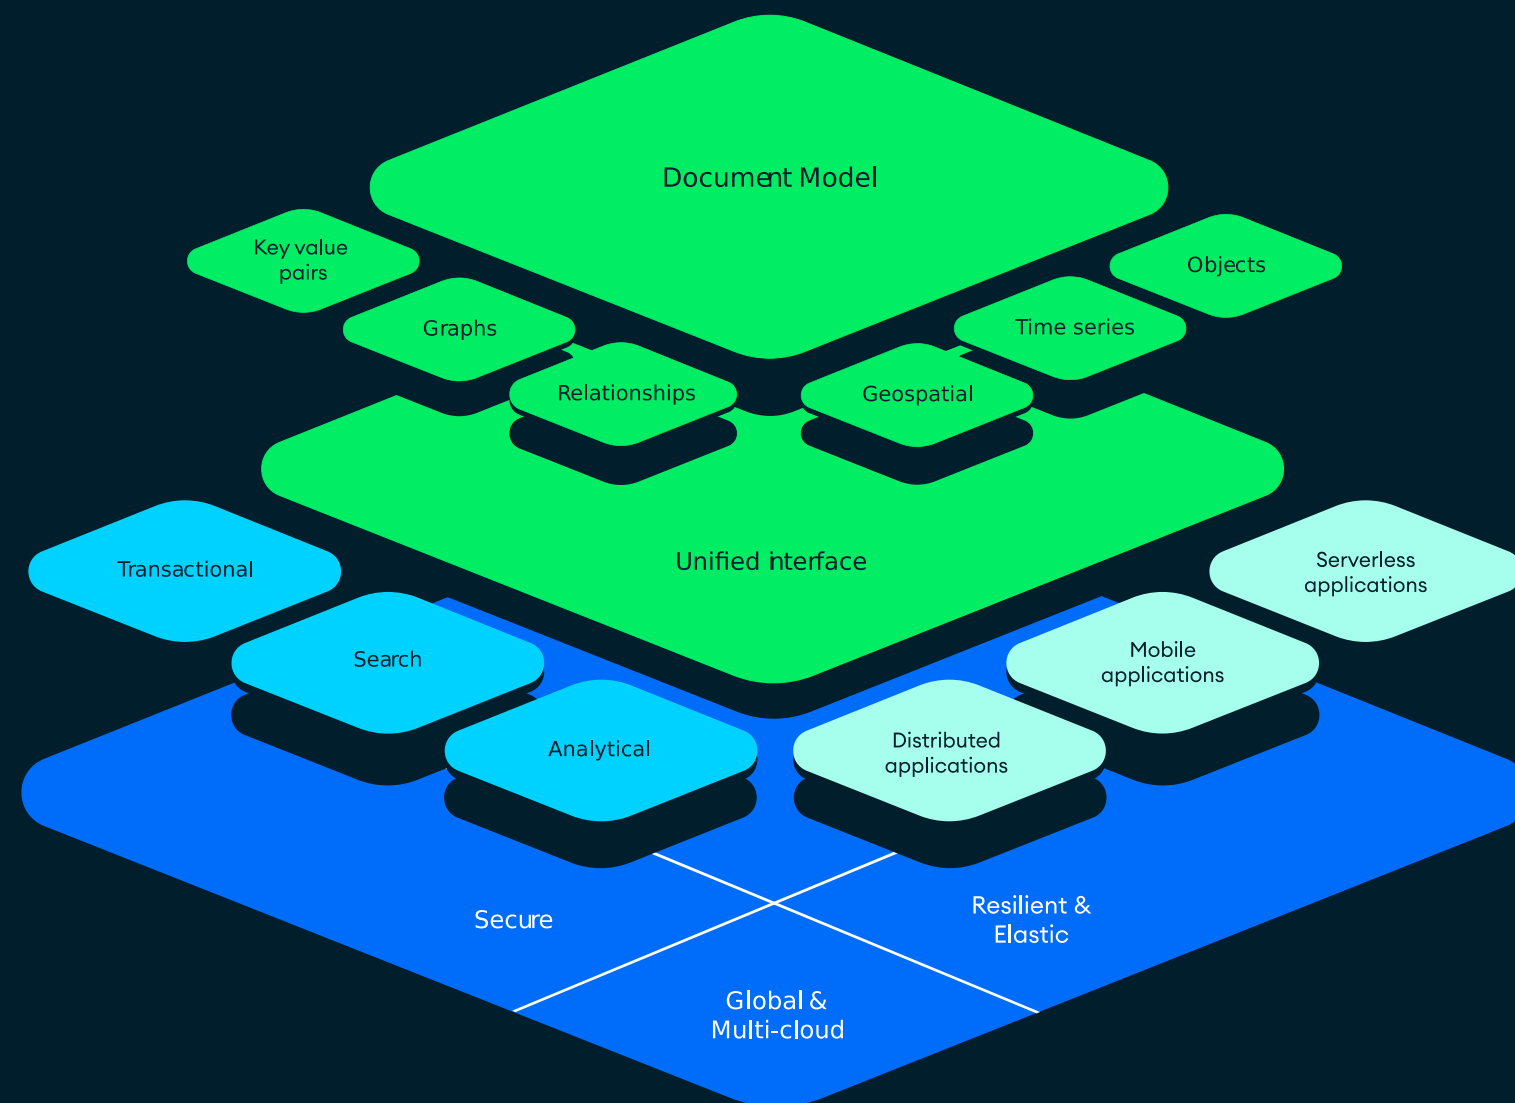 Document Model
Key value
pairs
Objects
Graphs
Time series
Relationships
Geospatial
Unified interface
Transactional
Serverless
applications
Search
Mobile
applications
Analytical
Distributed
applications
Secure
Resilient &
Elastic
Global &
Multi-cloud